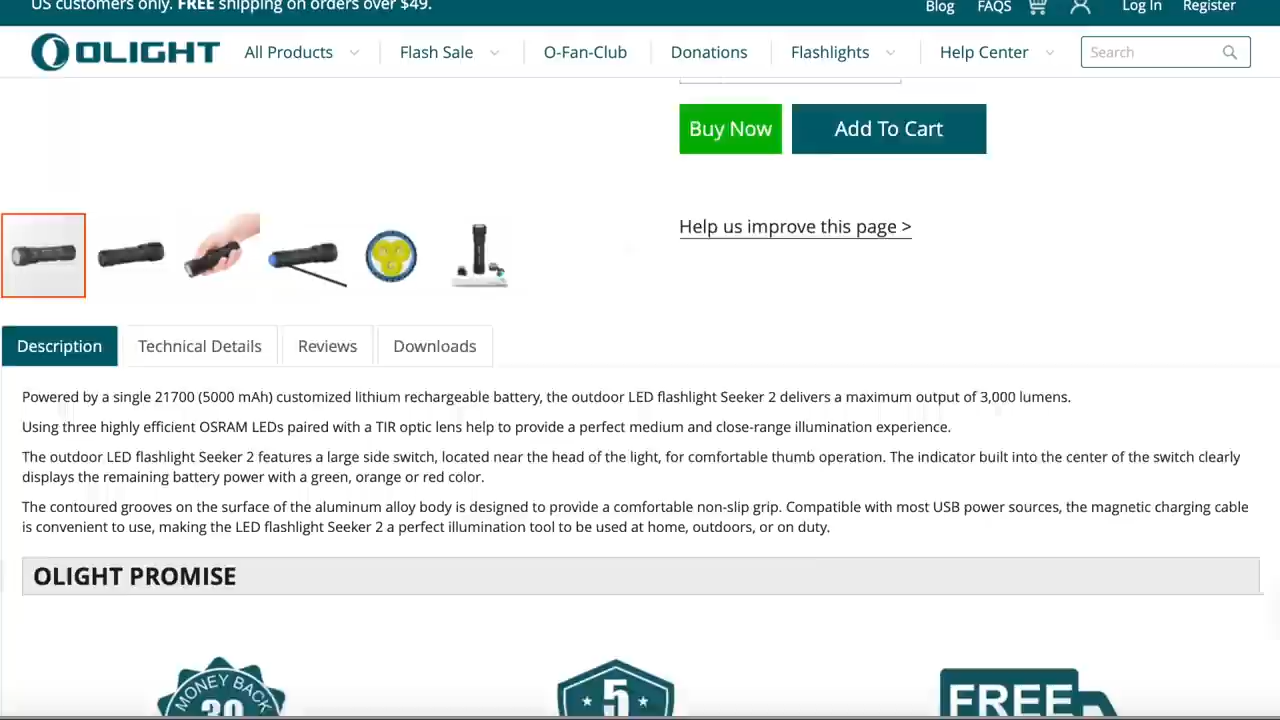 US customers only. FREE shipping on orders over $49.
Blog FAQS Log In Register
OLIGHT All Products Flash Sale O-Fan-Club Donations Flashlights Help Center Search
Buy Now Add To Cart
Help us improve this page >
Description Technical Details Reviews Downloads
Powered by a single 21700 (5000 mAh) customized lithium rechargeable battery, the outdoor LED flashlight Seeker 2 delivers a maximum output of 3,000 lumens.
Using three highly efficient OSRAM LEDs paired with a TIR optic lens help to provide a perfect medium and close-range illumination experience.
The outdoor LED flashlight Seeker 2 features a large side switch, located near the head of the light, for comfortable thumb operation. The indicator built into the center of the switch clearly
displays the remaining battery power with a green, orange or red color.
The contoured grooves on the surface of the aluminum alloy body is designed to provide a comfortable non-slip grip. Compatible with most USB power sources, the magnetic charging cable
is convenient to use, making the LED flashlight Seeker 2 a perfect illumination tool to be used at home, outdoors, or on duty.
OLIGHT PROMISE
MONEY BACK
30 5 FREE